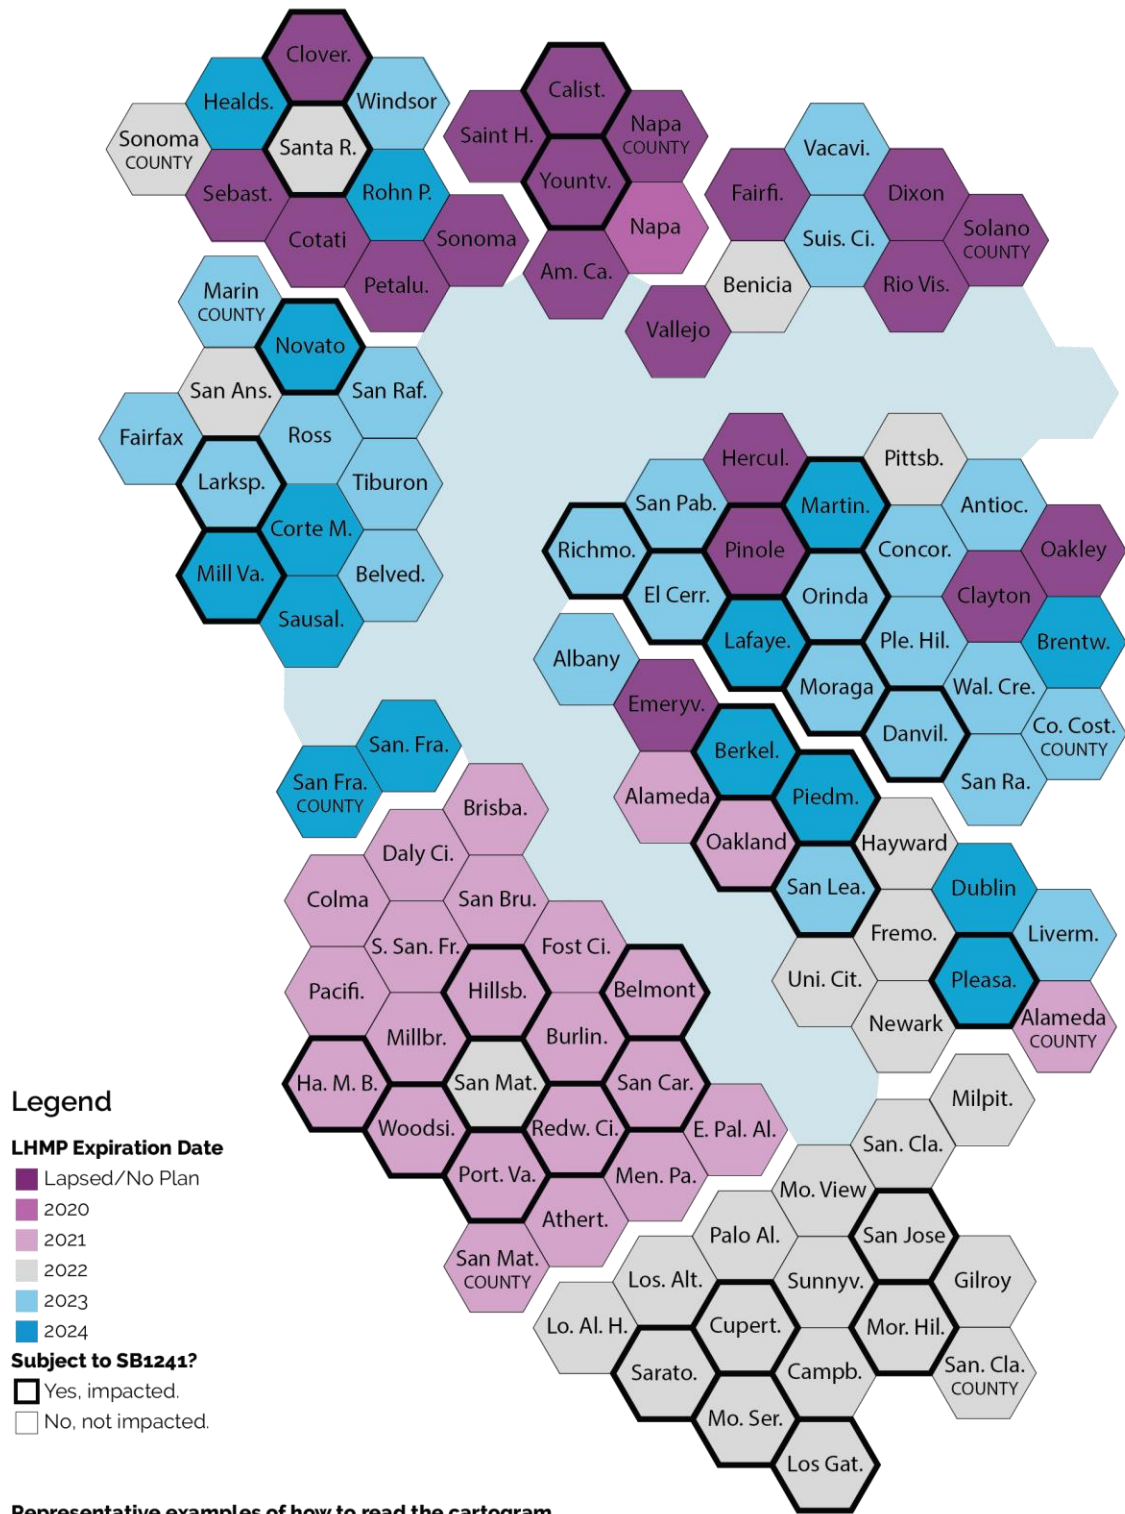 Clover.
Healds.
Windsor
Sonoma
COUNTY
Santa R.
Sebast.
Rohn P.
Cotati
Sonoma
Petalu.
Calist.
Saint H.
Napa
COUNTY
Yountv.
Napa
Am. Ca.
Vacavi.
Fairfi.
Dixon
Suis. Ci.
Solano
COUNTY
Benicia
Rio Vis.
Vallejo
Marin
COUNTY
Novato
San Ans.
San Raf.
Fairfax
Ross
Larksp.
Tiburon
Corte M.
Mill Va.
Belved.
Sausal.
Hercul.
Pittsb.
San Pab.
Martin.
Antioc.
Richmo.
Pinole
Concor.
Oakley
El Cerr.
Orinda
Clayton
Lafaye.
Ple. Hil.
Brentw.
Moraga
Wal. Cre.
Danvil.
Co. Cost.
COUNTY
San Ra.
Albany
Emeryv.
Berkel.
Alameda
Piedm.
Oakland
Hayward
San Lea.
Dublin
Fremo.
Liverm.
Uni. Cit.
Pleasa.
Newark
Alameda
COUNTY
San. Fra.
San Fra.
COUNTY
Brisba.
Daly Ci.
Colma
San Bru.
S. San. Fr.
Fost Ci.
Pacifi.
Hillsb.
Belmont
Millbr.
Burlin.
Ha. M. B.
San Mat.
San Car.
Woodsi.
Redw. Ci.
E. Pal. Al.
Port. Va.
Men. Pa.
Athert.
San Mat.
COUNTY
Milpit.
San. Cla.
Mo. View
Palo Al.
San Jose
Los. Alt.
Sunnyv.
Gilroy
Lo. Al. H.
Cupert.
Mor. Hil.
Sarato.
Campb.
San. Cla.
COUNTY
Mo. Ser.
Los Gat.
Legend
LHMP Expiration Date
Lapsed/No Plan
2020
2021
2022
2023
2024
Subject to SB1241?
Yes, impacted.
No, not impacted.
Representative examples of how to read the cartogram